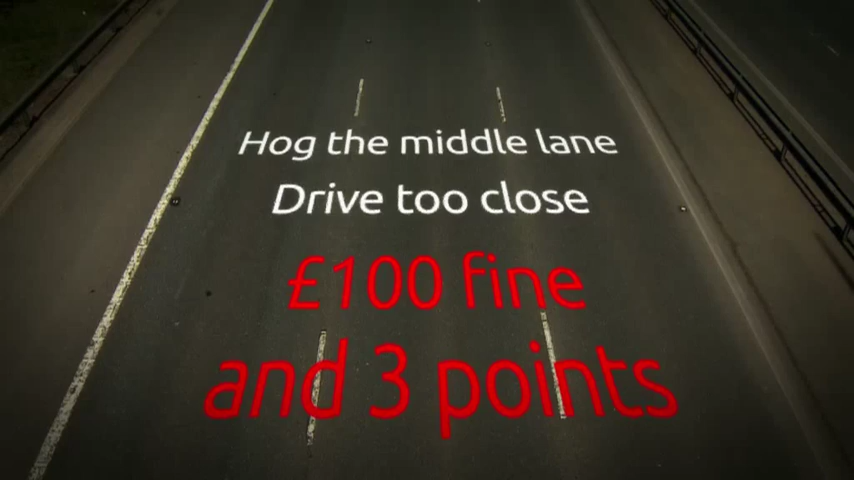 Hog the middle lane
Drive too close
£100 fine
and 3 points